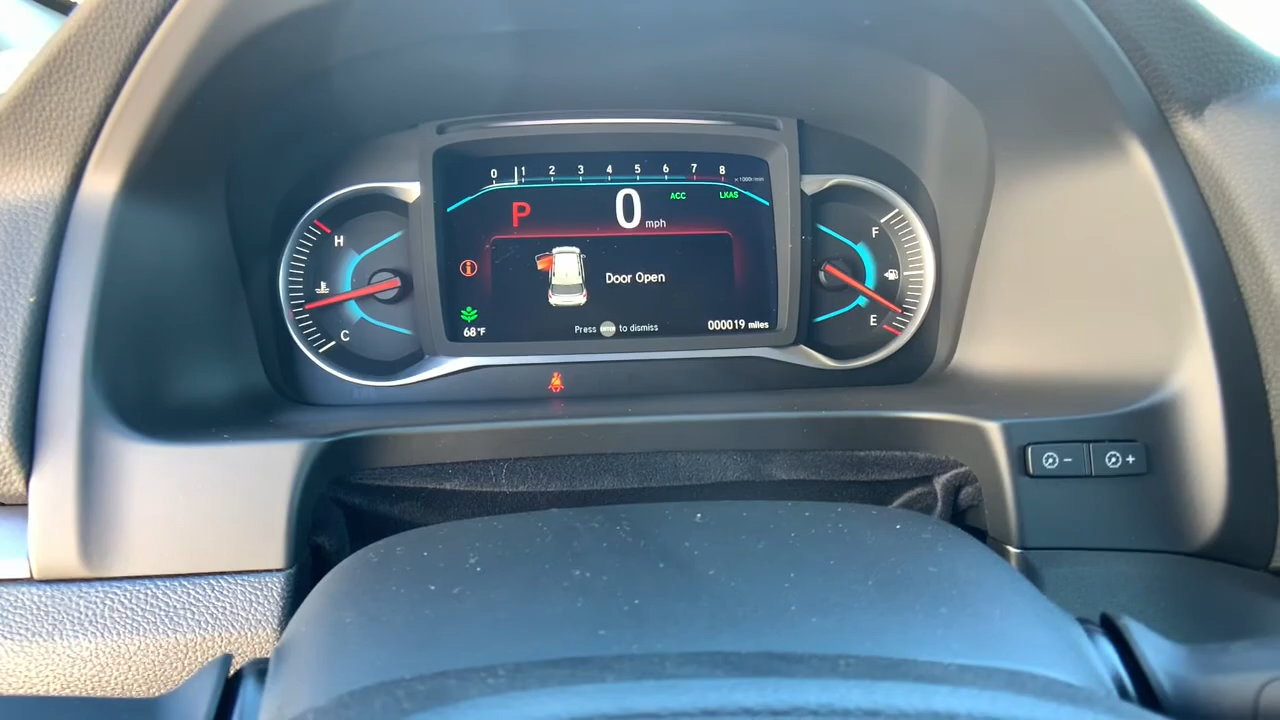 0 1 2 3 4 5 6 7 8 x1000r/min
P 0 mph ACC LKAS
H
C
F
E
Door Open
Press ENTER to dismiss
68°F
000019 miles
- +